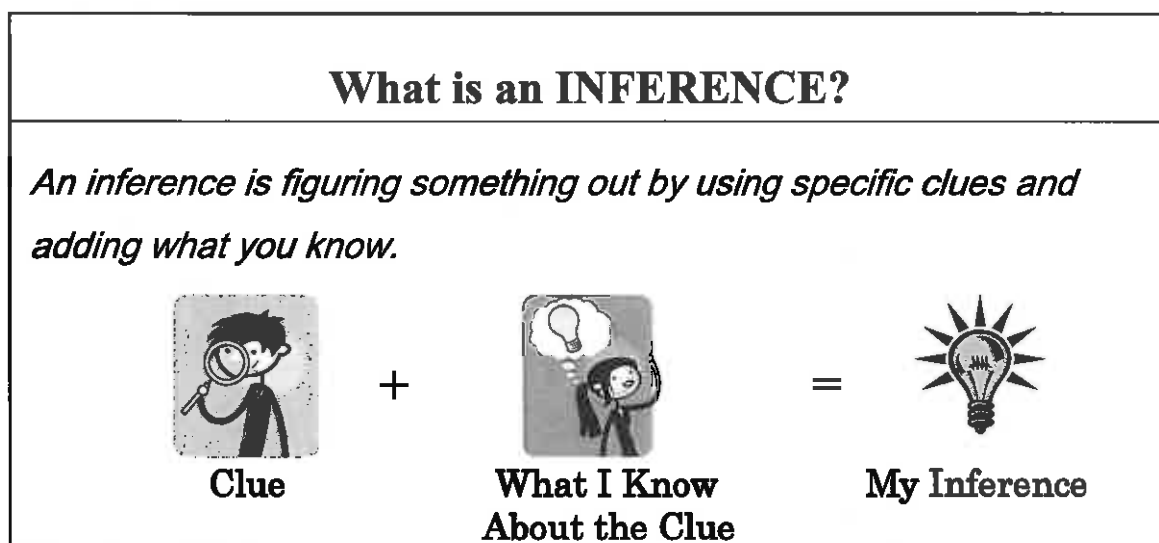 What is an INFERENCE?
An inference is figuring something out by using specific clues and
adding what you know.
+ =
Clue What I Know My Inference
About the Clue